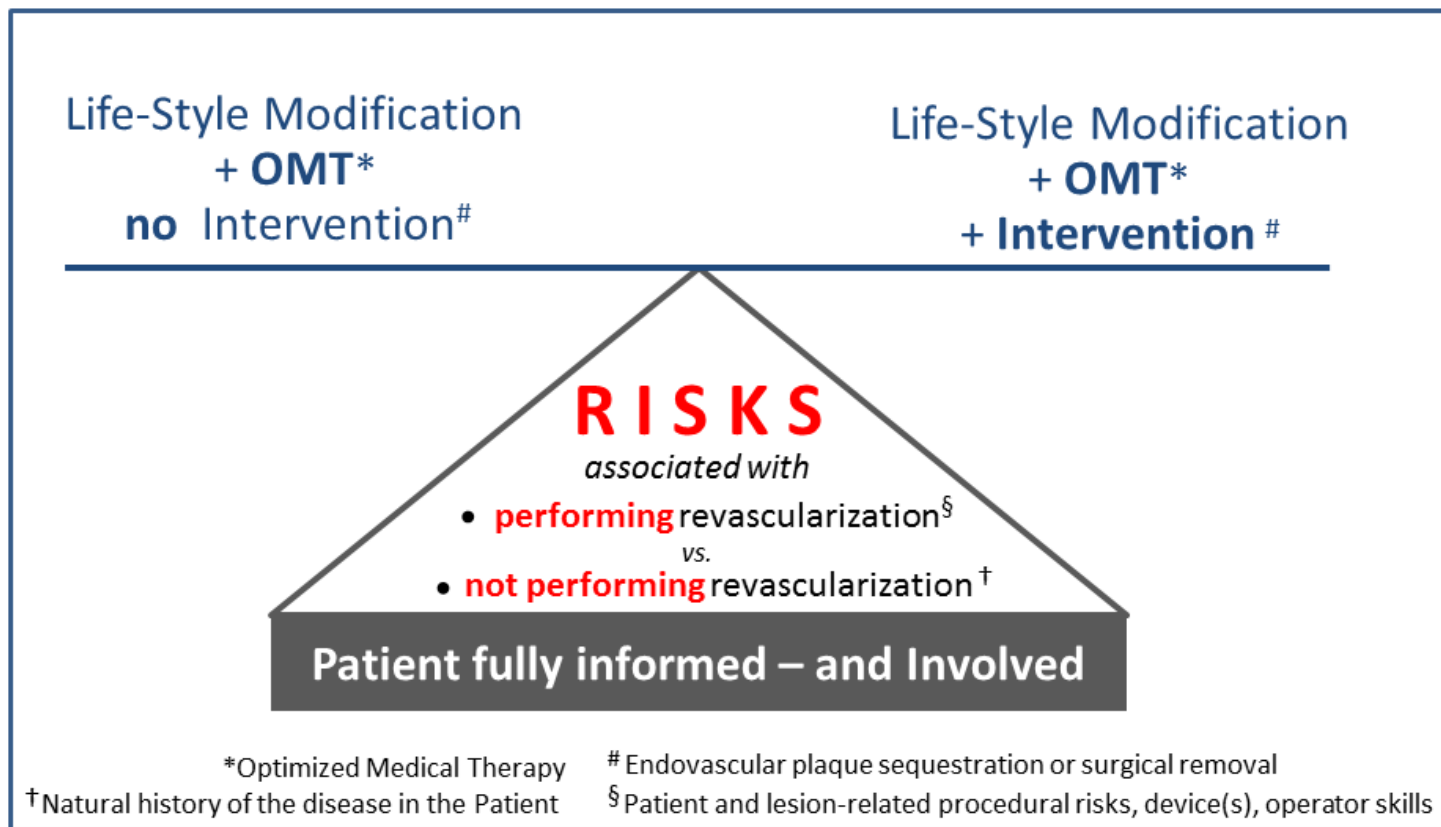 Life-Style Modification
+ OMT*
no Intervention#
Life-Style Modification
+ OMT*
+ Intervention #
R I S K S
associated with
• performing revascularization§
vs.
• not performing revascularization †
Patient fully informed – and Involved
*Optimized Medical Therapy
# Endovascular plaque sequestration or surgical removal
†Natural history of the disease in the Patient
§Patient and lesion-related procedural risks, device(s), operator skills